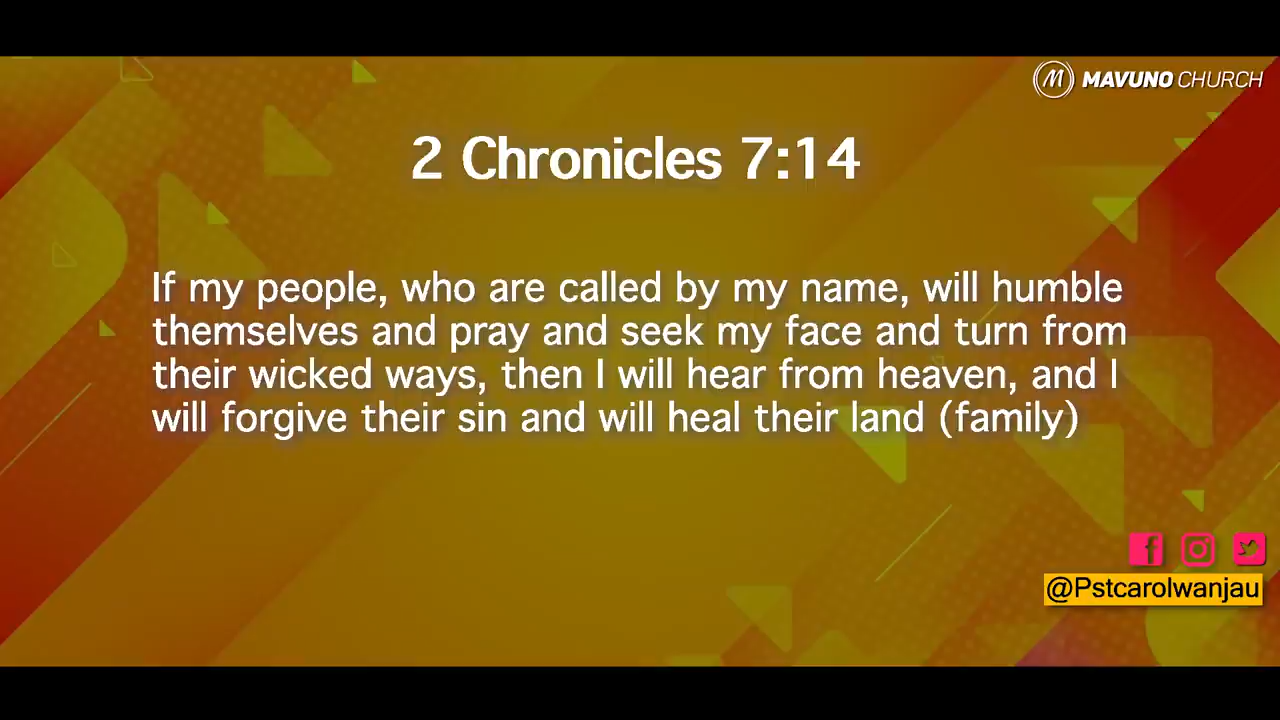 MAVUNO CHURCH
2 Chronicles 7:14
If my people, who are called by my name, will humble
themselves and pray and seek my face and turn from
their wicked ways, then I will hear from heaven, and I
will forgive their sin and will heal their land (family)
@Pstcarolwanjau